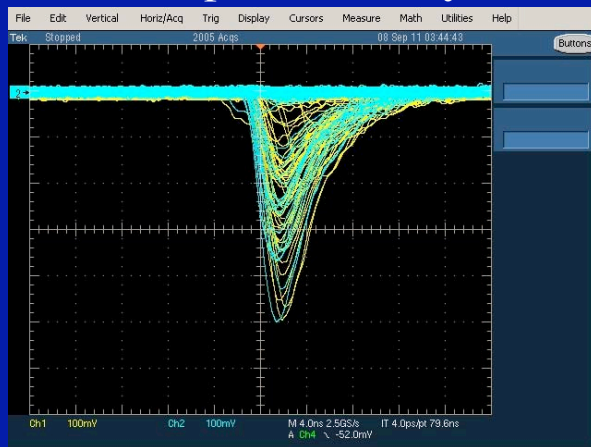 File Edit Vertical Horiz/Acq Trig Display Cursors Measure Math Utilities Help
Tek Stopped 2005 Acqs 08 Sep 11 03:44:43
Buttons
2
Ch1 100mV Ch2 100mV M 4.0ns 2.5GS/s IT 4.0ps/pt 79.6ns
A Ch4 \ -52.0mV